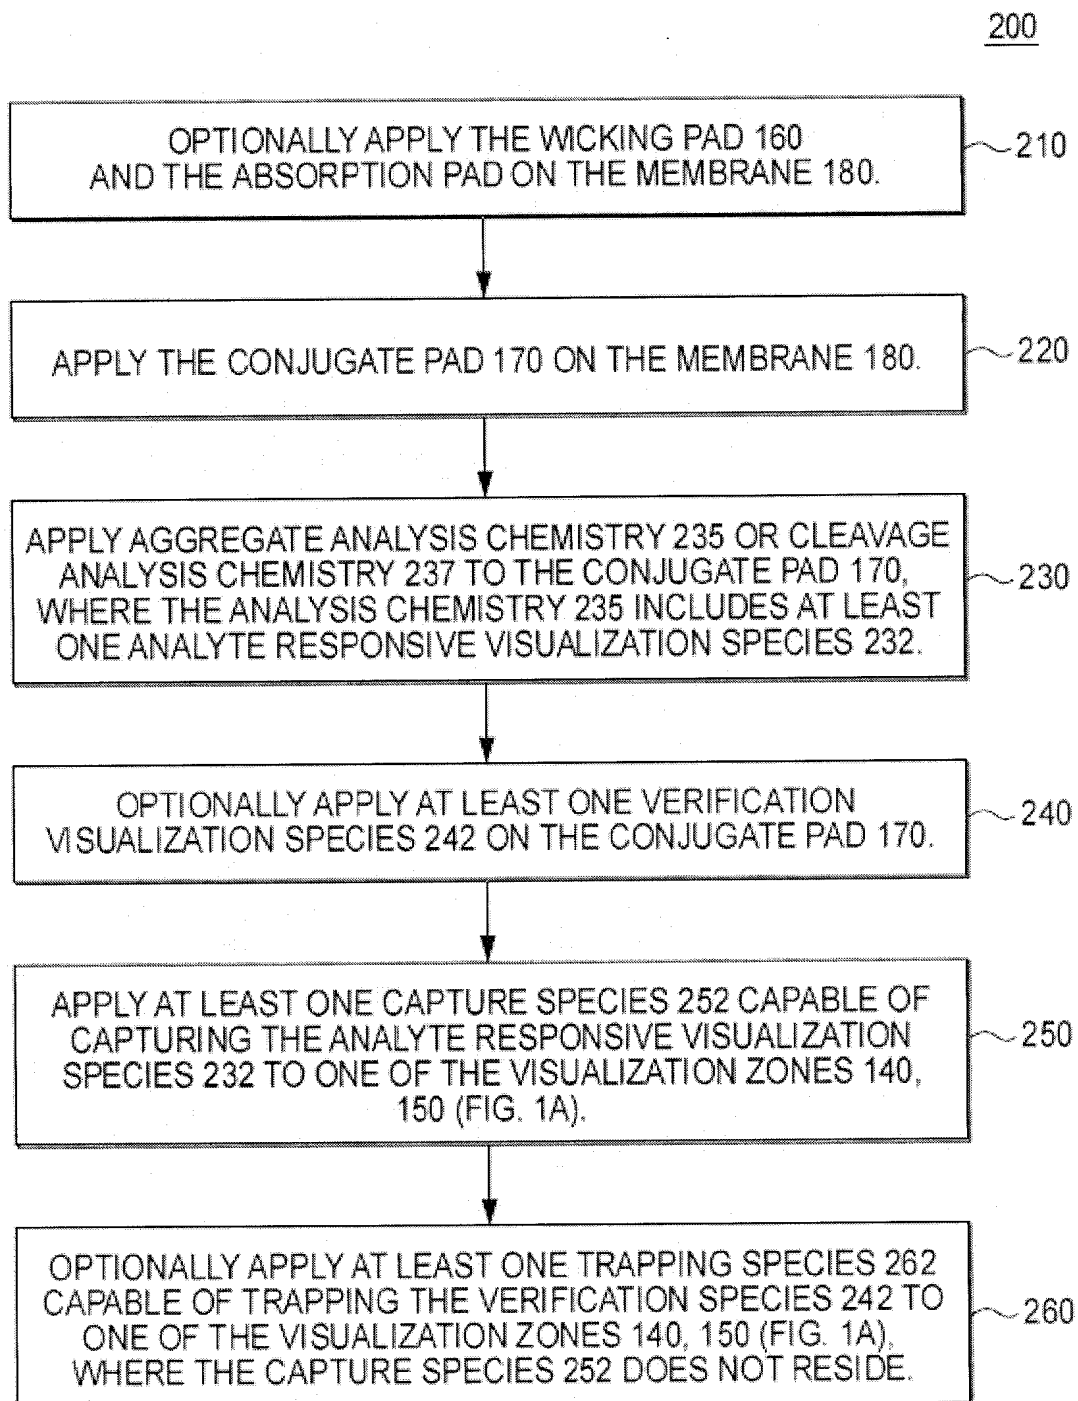 200
OPTIONALLY APPLY THE WICKING PAD 160
AND THE ABSORPTION PAD ON THE MEMBRANE 180.
210
APPLY THE CONJUGATE PAD 170 ON THE MEMBRANE 180.
220
APPLY AGGREGATE ANALYSIS CHEMISTRY 235 OR CLEAVAGE
ANALYSIS CHEMISTRY 237 TO THE CONJUGATE PAD 170,
WHERE THE ANALYSIS CHEMISTRY 235 INCLUDES AT LEAST
ONE ANALYTE RESPONSIVE VISUALIZATION SPECIES 232.
230
OPTIONALLY APPLY AT LEAST ONE VERIFICATION
VISUALIZATION SPECIES 242 ON THE CONJUGATE PAD 170.
240
APPLY AT LEAST ONE CAPTURE SPECIES 252 CAPABLE OF
CAPTURING THE ANALYTE RESPONSIVE VISUALIZATION
SPECIES 232 TO ONE OF THE VISUALIZATION ZONES 140,
150 (FIG. 1A).
250
OPTIONALLY APPLY AT LEAST ONE TRAPPING SPECIES 262
CAPABLE OF TRAPPING THE VERIFICATION SPECIES 242 TO
ONE OF THE VISUALIZATION ZONES 140, 150 (FIG. 1A),
WHERE THE CAPTURE SPECIES 252 DOES NOT RESIDE.
260